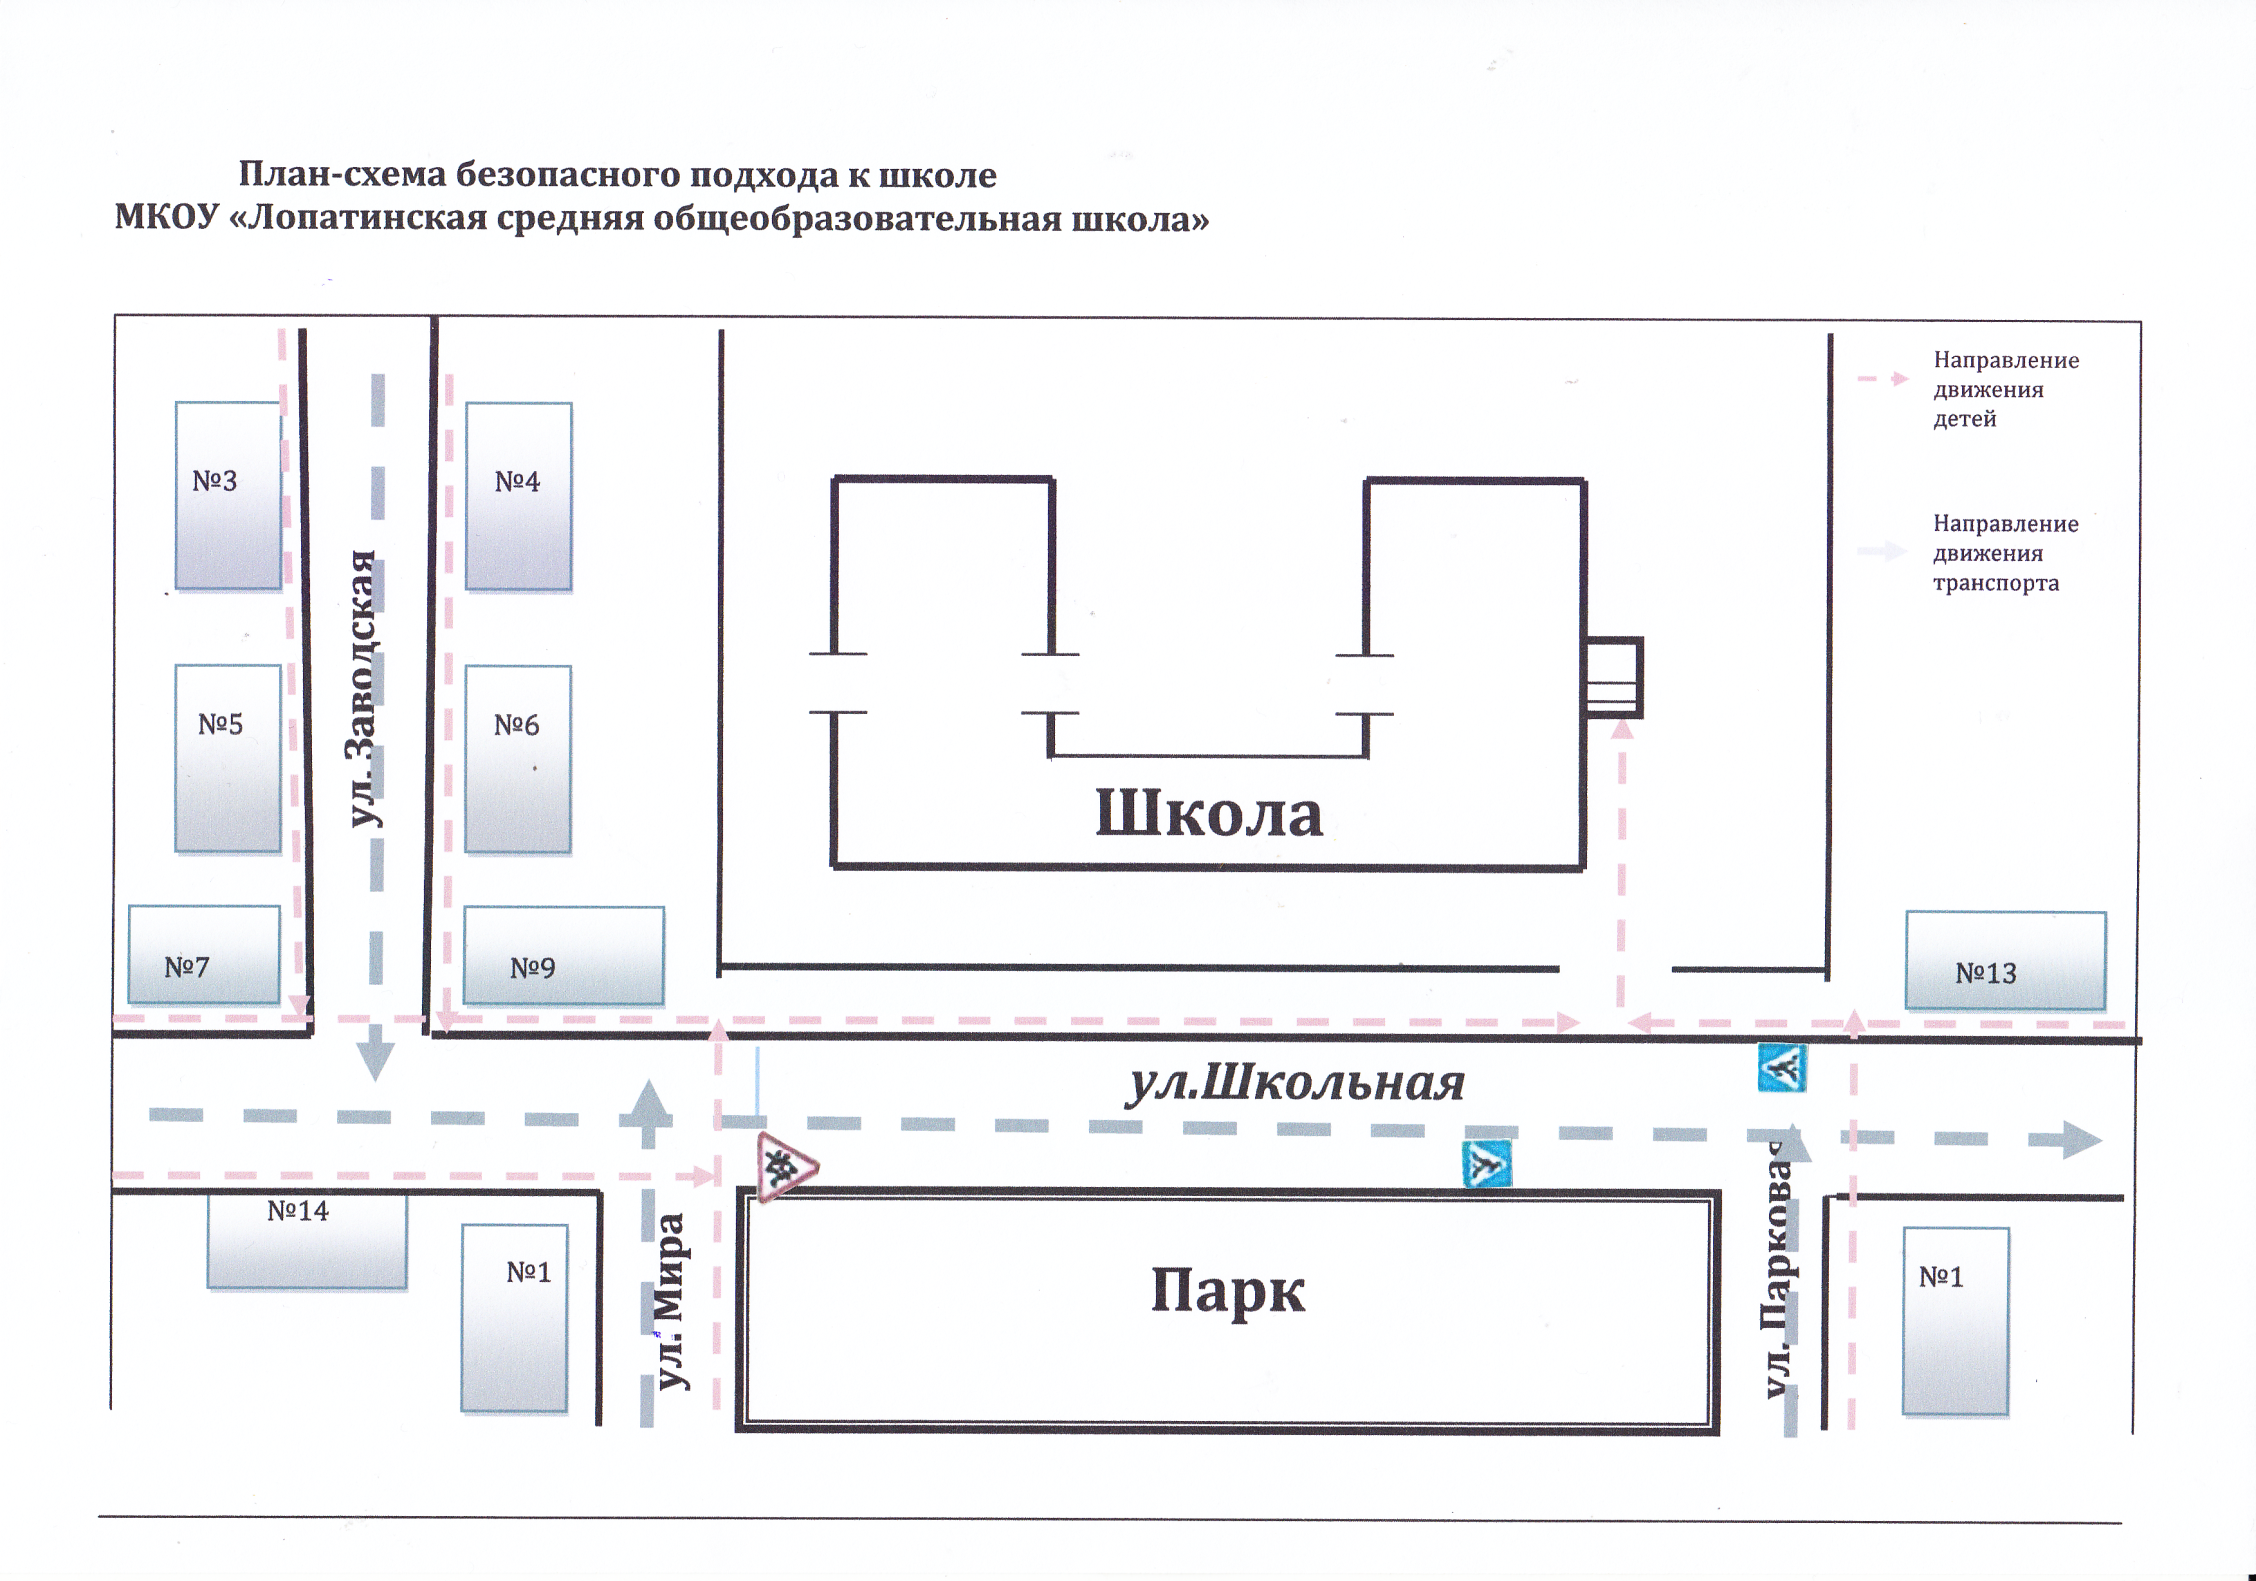 План-схема безопасного подхода к школе
МКОУ «Лопатинская средняя общеобразовательная школа»
Направление
движения
детей
№3
№4
Направление
движения
транспорта
ул. Заводская
№5
№6
Школа
№7
№9
№13
ул.Школьная
№14
№1
ул. Мира
Парк
ул. Парковая
№1